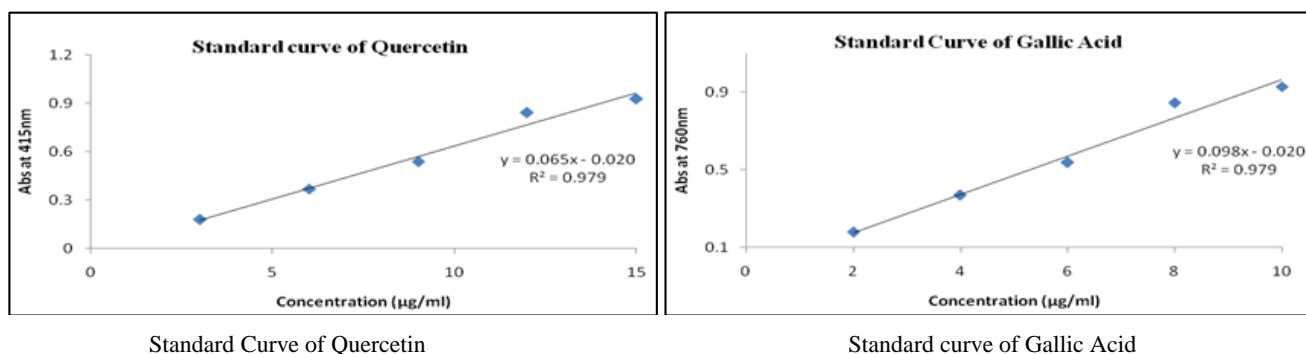 Standard curve of Quercetin
1.2
0.9
0.6
0.3
0
Abs at 415nm
y = 0.065x - 0.020
R² = 0.979
0 5 10 15
Concentration (µg/ml)
Standard Curve of Gallic Acid
0.9
0.5
0.1
Abs at 760nm
y = 0.098x - 0.020
R² = 0.979
0 2 4 6 8 10
Concentration (µg/ml)
Standard Curve of Quercetin
Standard curve of Gallic Acid